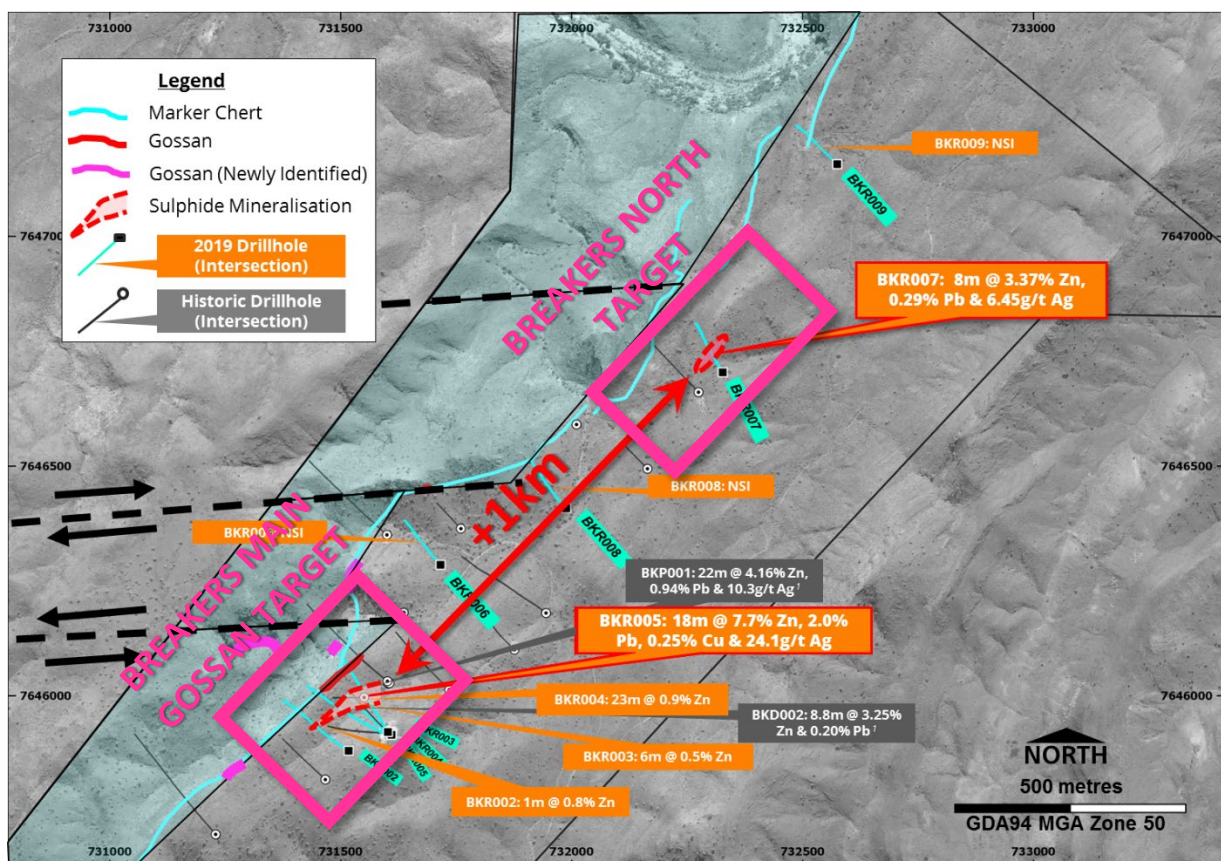 731000
731500
732000
732500
733000
Legend
Marker Chert
Gossan
Gossan (Newly Identified)
Sulphide Mineralisation
2019 Drillhole
(Intersection)
Historic Drillhole
(Intersection)
BKR009: NSI
BKR009
7647000
7647000
BREAKERS NORTH
TARGET
BKR007: 8m @ 3.37% Zn,
0.29% Pb & 6.45g/t Ag
BKR007
7646500
7646500
+1km
BKR008: NSI
BKR008
BREAKERS MAIN
GOSSAN TARGET
NSI
BKR006
BKP001: 22m @ 4.16% Zn,
0.94% Pb & 10.3g/t Ag†
BKR005: 18m @ 7.7% Zn, 2.0%
Pb, 0.25% Cu & 24.1g/t Ag
7646000
7646000
BKR004: 23m @ 0.9% Zn
BKD002: 8.8m @ 3.25%
Zn & 0.20% Pb†
BKR003
BKR003: 6m @ 0.5% Zn
BKR002: 1m @ 0.8% Zn
NORTH
500 metres
GDA94 MGA Zone 50
731000
731500
732000
732500
733000